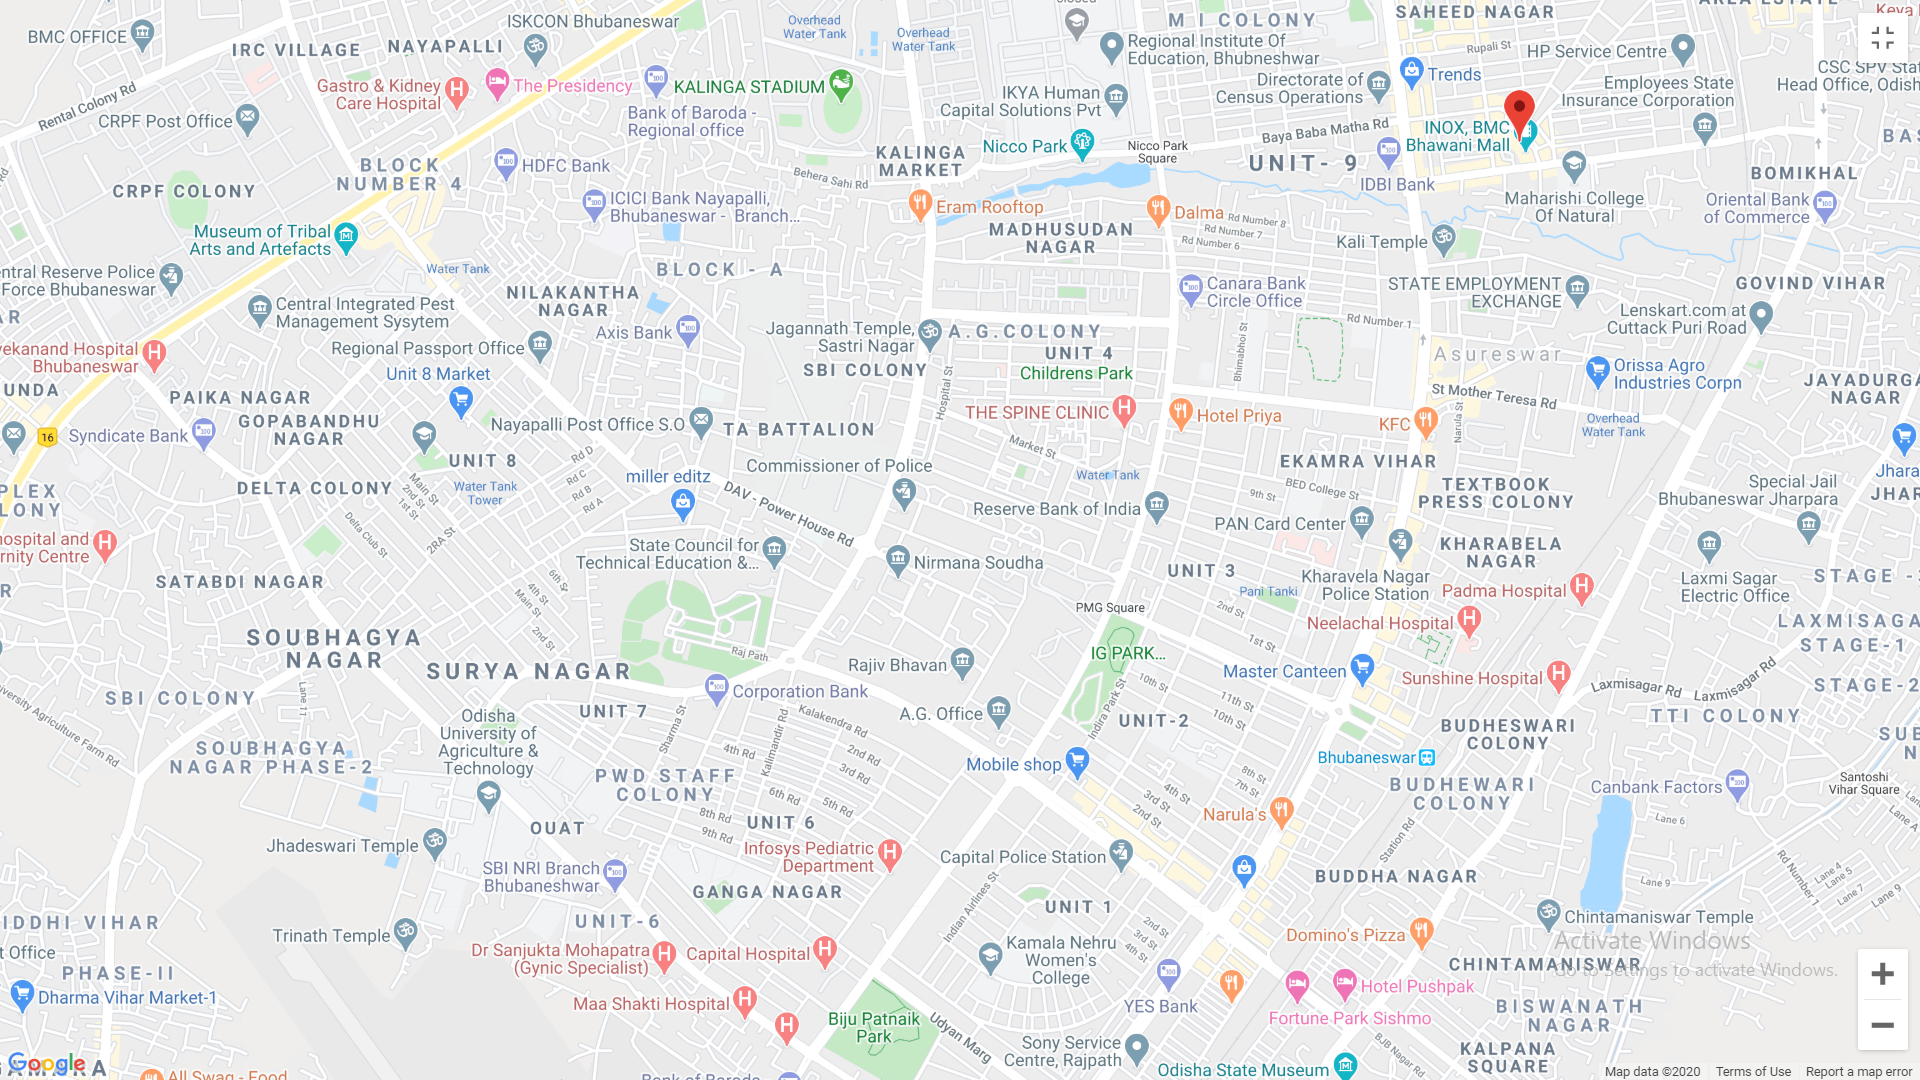 ISKCON Bhubaneswar
BMC OFFICE
IRC VILLAGE
NAYAPALLI
Overhead
Water Tank
Overhead
Water Tank
closed
M I COLONY
SAHEED NAGAR
AREA ESTATE
Keya
Regional Institute Of
Education, Bhubneshwar
Rupali St
HP Service Centre
Gastro & Kidney
Care Hospital
The Presidency
KALINGA STADIUM
Directorate of
Census Operations
Trends
Employees State
Insurance Corporation
CSC SPV Stat
Head Office, Odish
Rental Colony Rd
CRPF Post Office
Bank of Baroda -
Regional office
IKYA Human
Capital Solutions Pvt
Baya Baba Matha Rd
INOX, BMC
Bhawani Mall
BAS
BLOCK
NUMBER 4
HDFC Bank
KALINGA
MARKET
Nicco Park
Nicco Park
Square
UNIT- 9
IDBI Bank
BOMIKHAL
CRPF COLONY
Behera Sahi Rd
ICICI Bank Nayapalli,
Bhubaneswar - Branch...
Eram Rooftop
Dalma
Rd Number 8
Rd Number 7
Rd Number 6
Maharishi College
Of Natural
Oriental Bank
of Commerce
Museum of Tribal
Arts and Artefacts
MADHUSUDAN
NAGAR
Kali Temple
entral Reserve Police
Force Bhubaneswar
Water Tank
BLOCK - A
Canara Bank
Circle Office
STATE EMPLOYMENT
EXCHANGE
GOVIND VIHAR
AR
Central Integrated Pest
Management Sysytem
NILAKANTHA
NAGAR
Axis Bank
Jagannath Temple,
Sastri Nagar
A.G.COLONY
Rd Number 1
Lenskart.com at
Cuttack Puri Road
yekanand Hospital
Bhubaneswar
Regional Passport Office
UNIT 4
Childrens Park
Bhimabhoi St
Asureswar
Orissa Agro
Industries Corpn
UNDA
PAIKA NAGAR
Unit 8 Market
SBI COLONY
Hospital St
St Mother Teresa Rd
JAYADURGA
NAGAR
16
Syndicate Bank
GOPABANDHU
NAGAR
Nayapalli Post Office S.O
TA BATTALION
THE SPINE CLINIC
Hotel Priya
KFC
Narula St
Overhead
Water Tank
Market St
UNIT 8
Rd D
Rd C
Rd B
Rd A
miller editz
Commissioner of Police
Water Tank
EKAMRA VIHAR
Jhara
PLEX
LONY
DELTA COLONY
Water Tank
Tower
Main St
2nd St
1st St
DAV - Power House Rd
Reserve Bank of India
9th St
BED College St
TEXTBOOK
PRESS COLONY
Special Jail
Bhubaneswar Jharpara
JHAR
PAN Card Center
hospital and
rnity Centre
Delta Club St
2RA St
State Council for
Technical Education &...
Nirmana Soudha
KHARABELA
NAGAR
SATABDI NAGAR
6th St
4th St
Main St
2nd St
UNIT 3
Pani Tanki
Kharavela Nagar
Police Station
Padma Hospital
Laxmi Sagar
Electric Office
STAGE -3
R
PMG Square
2nd St
1st St
Neelachal Hospital
LAXMISAGA
STAGE-1
SOUBHAGYA
NAGAR
SURYA NAGAR
Raj Path
Rajiv Bhavan
IG PARK...
Master Canteen
Sunshine Hospital
Laxmisagar Rd
Laxmisagar Rd
STAGE-2
SBI COLONY
Lane 11
Corporation Bank
10th St
11th St
10th St
niversity Agriculture Farm Rd
Odisha
University of
Agriculture &
Technology
UNIT 7
Sharma St
Kalimandir Rd
Kalakendra Rd
A.G. Office
Indira Park St
UNIT-2
BUDHESWARI
COLONY
TTI COLONY
SOUBHAGYA
NAGAR PHASE-2
4th Rd
2nd Rd
3rd Rd
Mobile shop
Bhubaneswar
SUB
N
PWD STAFF
COLONY
6th Rd
5th Rd
8th St
7th St
4th St
3rd St
2nd St
BUDHEWARI
COLONY
Canbank Factors
Santoshi
Vihar Square
OUAT
8th Rd
9th Rd
UNIT 6
Narula's
Station Rd
Lane 6
Lane 9
Jhadeswari Temple
SBI NRI Branch
Bhubaneshwar
Infosys Pediatric
Department
Capital Police Station
Rd Number 1
Lane 4
Lane 5
Lane 7
Lane 9
GANGA NAGAR
Indian Airlines St
UNIT 1
BUDDHA NAGAR
Lane 9
IDDHI VIHAR
UNIT-6
2nd St
3rd St
4th St
Chintamaniswar Temple
t Office
Trinath Temple
Dr Sanjukta Mohapatra
(Gynic Specialist)
Capital Hospital
Kamala Nehru
Women's
College
Domino's Pizza
Activate Windows
Go to Settings to activate Windows.
CHINTAMANISWAR
PHASE-II
Dharma Vihar Market-1
Maa Shakti Hospital
YES Bank
Hotel Pushpak
Fortune Park Sishmo
BISWANATH
NAGAR
Biju Patnaik
Park
Udyan Marg
Sony Service
Centre, Rajpath
BJB Nagar
KALPANA
SQUARE
Google
GAMARA
All Swag - Food
Bank of Baroda
Odisha State Museum
Map data ©2020
Terms of Use
Report a map error